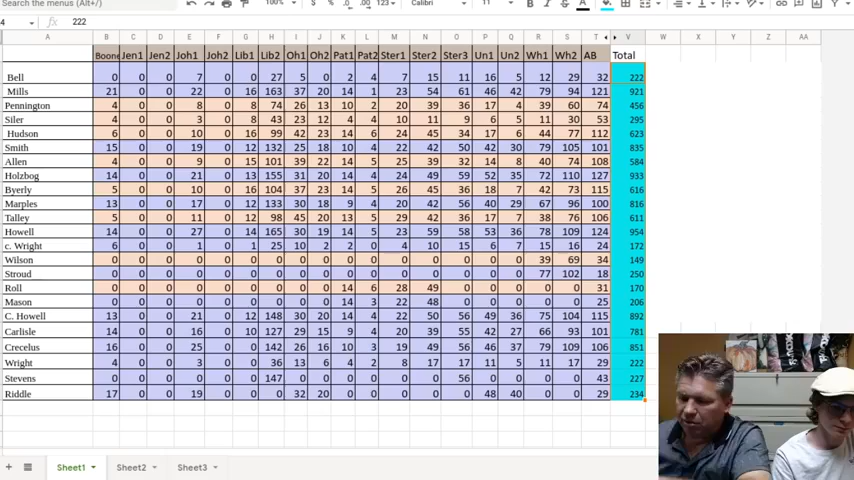 Search the menus (Alt+/) 100% $ % .0 .00 123 Calibri
4 fx 222
A B C D E F G H I J K L M N O P Q R S T V W X Y Z AA
Boone Jen1 Jen2 Joh1 Joh2 Lib1 Lib2 Oh1 Oh2 Pat1 Pat2 Ster1 Ster2 Ster3 Un1 Un2 Wh1 Wh2 AB Total
Bell 0 0 0 7 0 0 27 5 0 2 4 7 15 11 16 5 12 29 32 222
Mills 21 0 0 22 0 16 163 37 20 14 1 23 54 61 46 42 79 94 121 921
Pennington 4 0 0 8 0 8 74 26 13 10 2 20 39 36 17 4 39 60 74 456
Siler 4 0 0 3 0 8 43 23 12 4 4 10 11 9 6 5 11 30 53 295
Hudson 6 0 0 10 0 16 99 42 23 14 6 24 45 34 17 6 44 77 112 623
Smith 15 0 0 19 0 12 132 25 18 10 4 22 42 50 42 30 79 105 101 835
Allen 4 0 0 9 0 15 101 39 22 14 5 25 39 32 14 8 40 74 108 584
Holzbog 14 0 0 21 0 13 155 31 20 14 4 24 49 59 52 35 72 110 127 933
Byerly 5 0 0 10 0 16 104 37 23 14 5 26 45 36 18 7 42 73 115 616
Marples 13 0 0 17 0 12 133 30 18 9 4 20 42 56 40 29 67 96 100 816
Talley 5 0 0 11 0 12 98 45 20 13 5 29 42 36 17 7 38 76 106 611
Howell 14 0 0 27 0 14 165 30 19 14 5 23 59 58 53 36 78 109 124 954
c. Wright 6 0 0 1 0 1 25 10 2 2 0 4 10 15 6 7 15 16 24 172
Wilson 0 0 0 0 0 0 0 0 0 0 0 0 0 0 0 0 39 69 34 149
Stroud 0 0 0 0 0 0 0 0 0 0 0 0 0 0 0 0 77 102 18 250
Roll 0 0 0 0 0 0 0 0 0 14 6 28 49 0 0 0 0 0 31 170
Mason 0 0 0 0 0 0 0 0 0 14 3 22 48 0 0 0 0 0 25 206
C. Howell 13 0 0 21 0 12 148 30 20 14 4 22 50 56 49 36 75 104 115 892
Carlisle 14 0 0 16 0 10 127 29 15 9 4 20 39 55 42 27 66 93 101 781
Crecelus 16 0 0 25 0 0 142 26 16 10 3 19 49 56 47 36 79 109 106 851
Wright 4 0 0 3 0 0 36 13 6 4 2 8 17 17 11 5 11 17 29 222
Stevens 0 0 0 0 0 0 147 0 0 0 0 0 0 56 0 0 0 0 43 227
Riddle 17 0 0 19 0 0 0 32 20 0 0 0 0 0 48 40 0 0 29 234
Sheet1 Sheet2 Sheet3